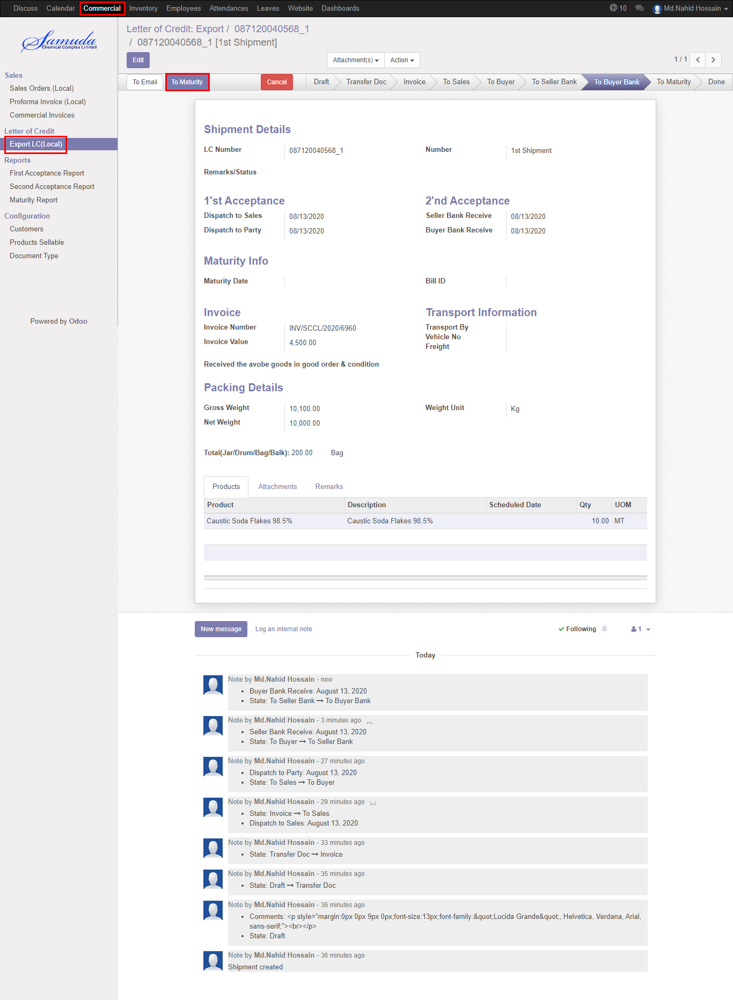 Discuss Calendar Commercial Inventory Employees Attendances Leaves Website Dashboards @ 10 Md.Nahid Hossain
Samuda
Chemical Complex Limited
Sales
Sales Orders (Local)
Proforma Invoice (Local)
Commercial Invoices
Letter of Credit
Export LC(Local)
Reports
First Acceptance Report
Second Acceptance Report
Maturity Report
Configuration
Customers
Products Sellable
Document Type
Powered by Odoo
Letter of Credit: Export / 087120040568_1
/ 087120040568_1 [1st Shipment]
Edit Attachment(s) Action 1 / 1
To Email To Maturity Cancel Draft Transfer Doc Invoice To Sales To Buyer To Seller Bank To Buyer Bank To Maturity Done
Shipment Details
LC Number 087120040568_1 Number 1st Shipment
Remarks/Status
1'st Acceptance 2'nd Acceptance
Dispatch to Sales 08/13/2020 Seller Bank Receive 08/13/2020
Dispatch to Party 08/13/2020 Buyer Bank Receive 08/13/2020
Maturity Info
Maturity Date Bill ID
Invoice Transport Information
Invoice Number INV/SCCL/2020/6960 Transport By
Vehicle No
Invoice Value 4,500.00 Freight
Received the avobe goods in good order & condition
Packing Details
Gross Weight 10,100.00 Weight Unit Kg
Net Weight 10,000.00
Total(Jar/Drum/Bag/Balk): 200.00 Bag
Products Attachments Remarks
Product Description Scheduled Date Qty UOM
Caustic Soda Flakes 98.5% Caustic Soda Flakes 98.5% 10.00 MT
New message Log an internal note Following 1
Today
Note by Md.Nahid Hossain - now
• Buyer Bank Receive: August 13, 2020
• State: To Seller Bank → To Buyer Bank
Note by Md.Nahid Hossain - 3 minutes ago
• Seller Bank Receive: August 13, 2020
• State: To Buyer → To Seller Bank
Note by Md.Nahid Hossain - 27 minutes ago
• Dispatch to Party: August 13, 2020
• State: To Sales → To Buyer
Note by Md.Nahid Hossain - 29 minutes ago
• State: Invoice → To Sales
• Dispatch to Sales: August 13, 2020
Note by Md.Nahid Hossain - 33 minutes ago
• State: Transfer Doc → Invoice
Note by Md.Nahid Hossain - 35 minutes ago
• State: Draft → Transfer Doc
Note by Md.Nahid Hossain - 36 minutes ago
• Comments: <p style="margin:0px 0px 9px 0px;font-size:13px;font-family:&quot;Lucida Grande&quot;, Helvetica, Verdana, Arial,
sans-serif;"><br></p>
• State: Draft
Note by Md.Nahid Hossain - 36 minutes ago
Shipment created